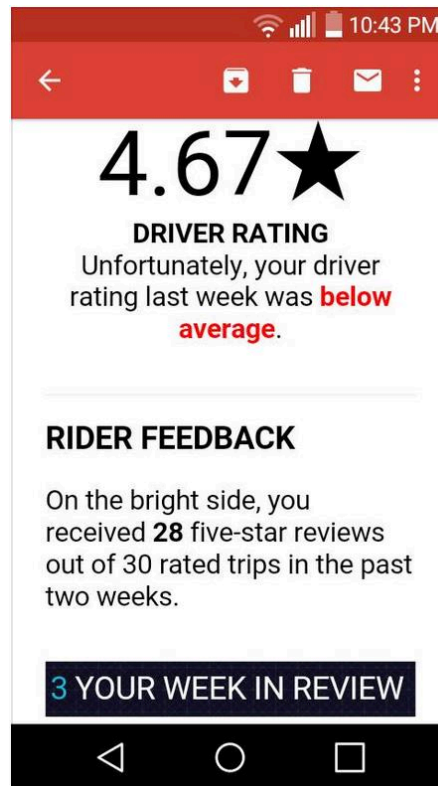 10:43 PM
4.67★
DRIVER RATING
Unfortunately, your driver
rating last week was below
average.
RIDER FEEDBACK
On the bright side, you
received 28 five-star reviews
out of 30 rated trips in the past
two weeks.
3 YOUR WEEK IN REVIEW